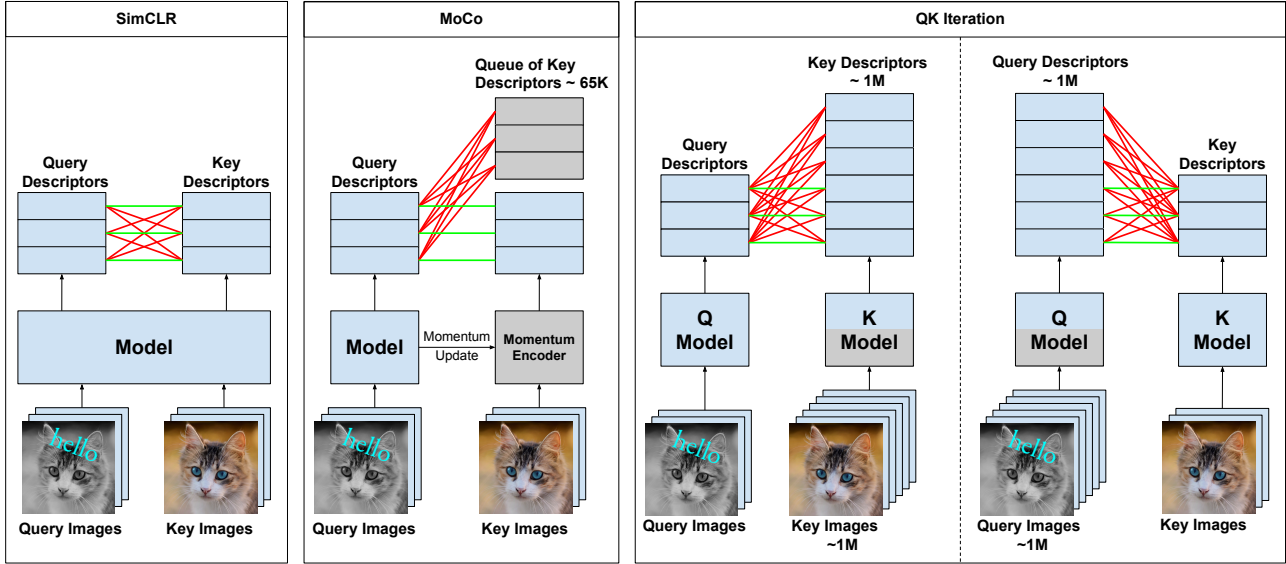 SimCLR
Query
Descriptors
Key
Descriptors
Model
hello
Query Images
Key Images
MoCo
Queue of Key
Descriptors ~ 65K
Query
Descriptors
Model
Momentum
Update
Momentum
Encoder
hello
Query Images
Key Images
QK Iteration
Key Descriptors
~ 1M
Query
Descriptors
Q
Model
K
Model
hello
Query Images
Key Images
~1M
Query Descriptors
~ 1M
Key
Descriptors
Q
Model
K
Model
hello
Query Images
~1M
Key Images